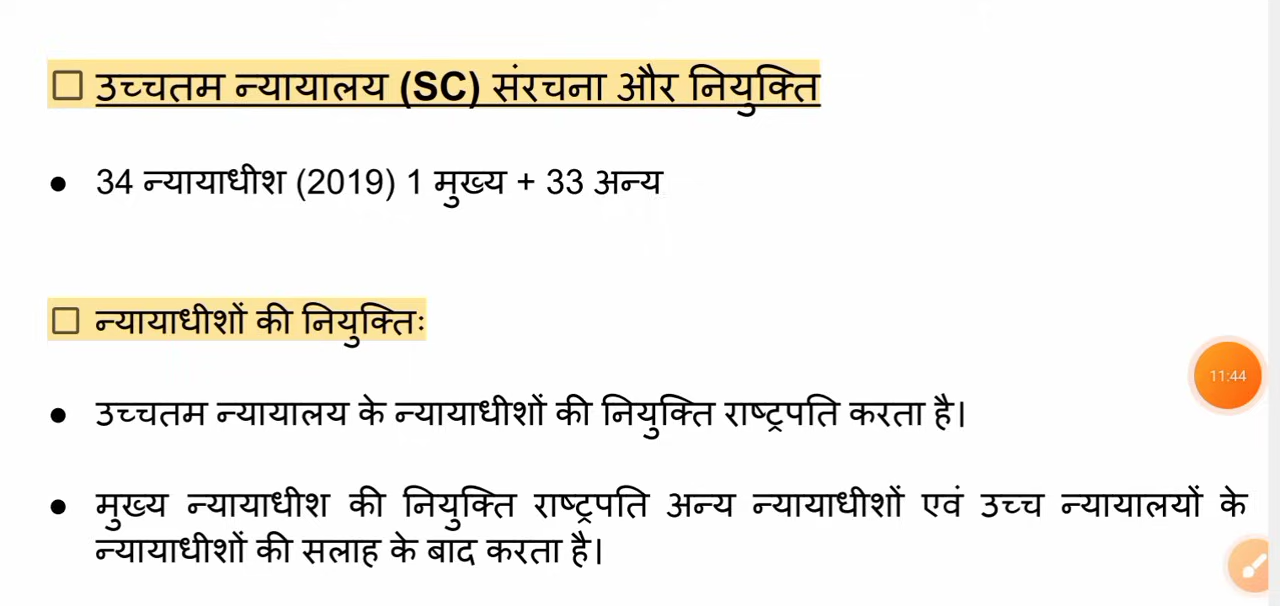 ☐ उच्चतम न्यायालय (SC) संरचना और नियुक्ति
● 34 न्यायाधीश (2019) 1 मुख्य + 33 अन्य
☐ न्यायाधीशों की नियुक्तिः
11:44
● उच्चतम न्यायालय के न्यायाधीशों की नियुक्ति राष्ट्रपति करता है।
● मुख्य न्यायाधीश की नियुक्ति राष्ट्रपति अन्य न्यायाधीशों एवं उच्च न्यायालयों के
न्यायाधीशों की सलाह के बाद करता है।